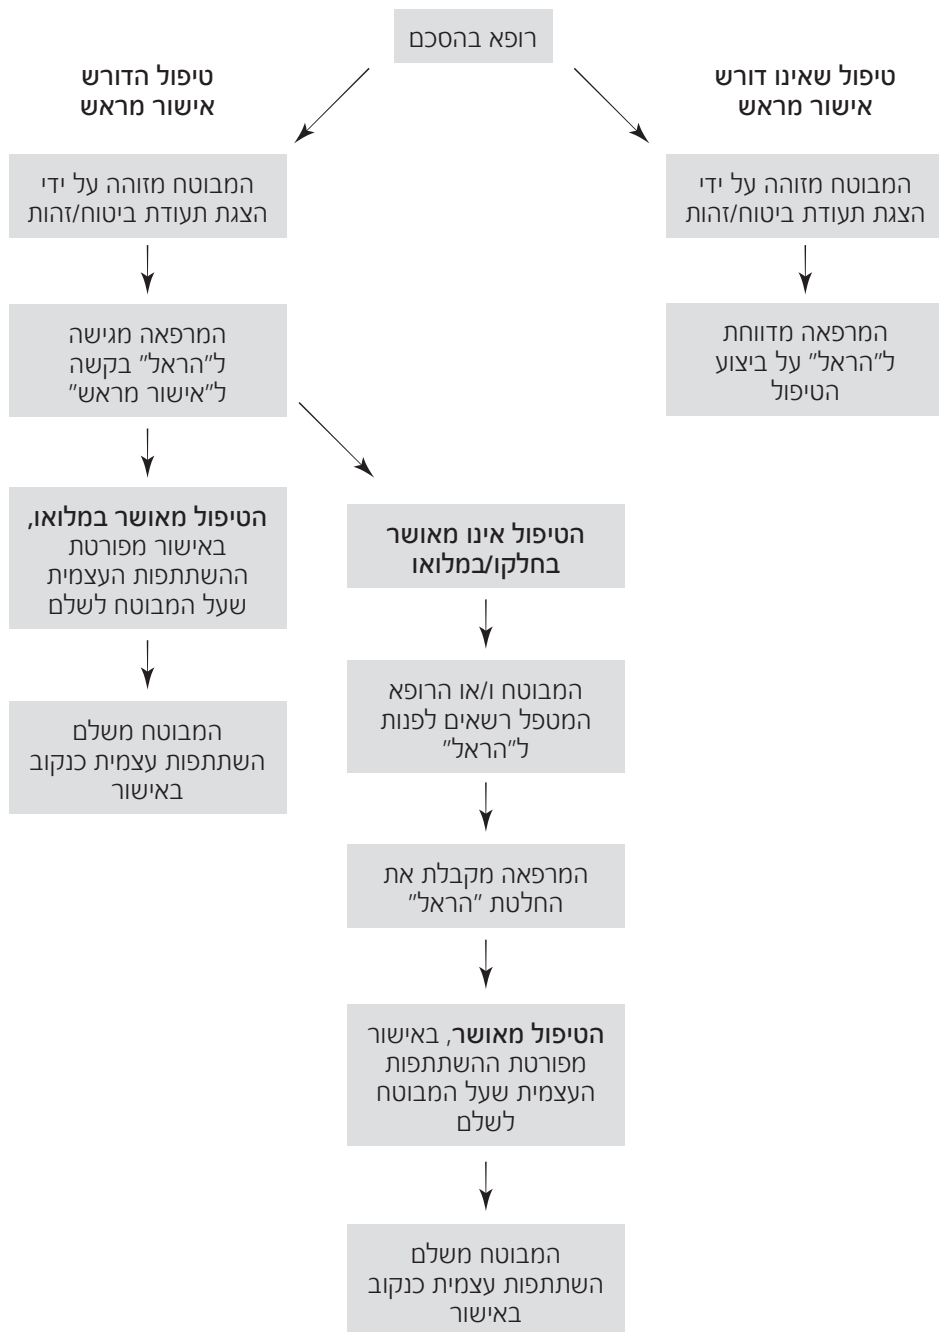 רופא בהסכם
טיפול שאינו דורש
אישור מראש
המבוטח מזוהה על ידי
הצגת תעודת ביטוח/זהות
המרפאה מדווחת
ל"הראל" על ביצוע
הטיפול
טיפול הדורש
אישור מראש
המבוטח מזוהה על ידי
הצגת תעודת ביטוח/זהות
המרפאה מגישה
ל"הראל" בקשה
ל"אישור מראש"
הטיפול מאושר במלואו,
באישור מפורטת
ההשתתפות העצמית
שעל המבוטח לשלם
המבוטח משלם
השתתפות עצמית כנקוב
באישור
הטיפול אינו מאושר
בחלקו/במלואו
המבוטח ו/או הרופא
המטפל רשאים לפנות
ל"הראל"
המרפאה מקבלת את
החלטת "הראל"
הטיפול מאושר, באישור
מפורטת ההשתתפות
העצמית שעל המבוטח
לשלם
המבוטח משלם
השתתפות עצמית כנקוב
באישור